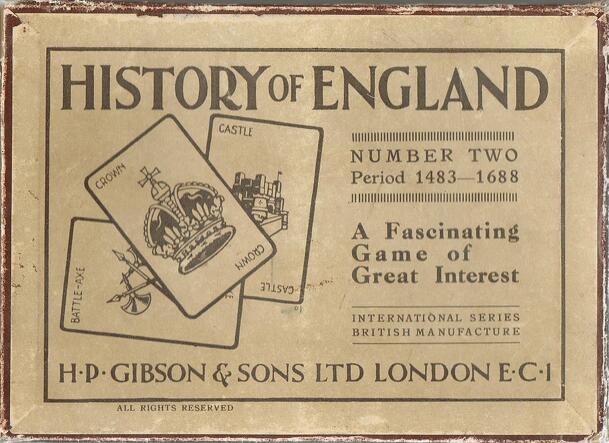 HISTORY OF ENGLAND
CASTLE
CROWN
NUMBER TWO
Period 1483—1688
A Fascinating
Game of
Great Interest
CROWN
BATTLE-AXE
CASTLE
INTERNATIONAL SERIES
BRITISH MANUFACTURE
H·P·GIBSON & SONS LTD LONDON E·C·1
ALL RIGHTS RESERVED